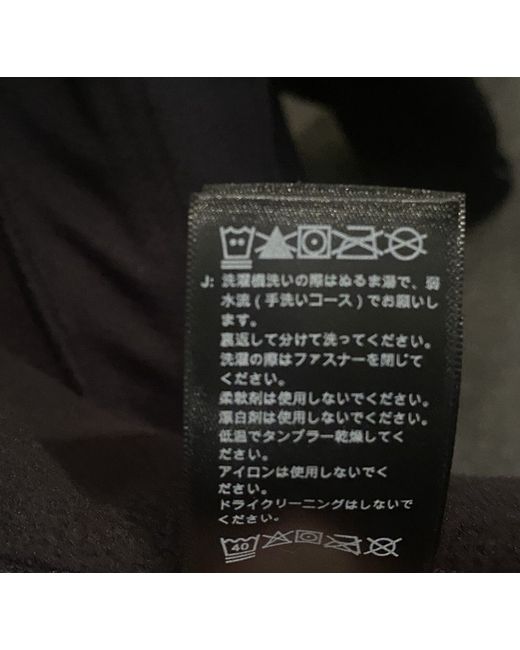 J: 洗濯機洗いの際はぬるま湯で、弱
水流(手洗いコース)でお願いし
ます。
裏返して分けて洗ってください。
洗濯の際はファスナーを閉じて
ください。
柔軟剤は使用しないでください。
漂白剤は使用しないでください。
低温でタンブラー乾燥してく
ださい。
アイロンは使用しないでく
ださい。
ドライクリーニングはしないで
ください。
40